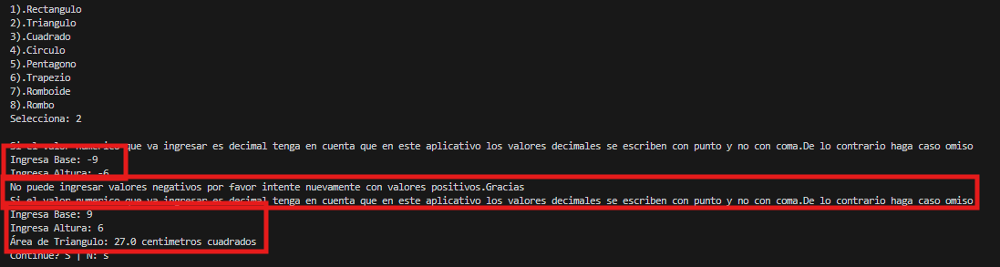 1).Rectangulo
2).Triangulo
3).Cuadrado
4).Circulo
5).Pentagono
6).Trapezio
7).Romboide
8).Rombo
Selecciona: 2
Si el valor numerico que va ingresar es decimal tenga en cuenta que en este aplicativo los valores decimales se escriben con punto y no con coma.De lo contrario haga caso omiso
Ingresa Base: -9
Ingresa Altura: -6
No puede ingresar valores negativos por favor intente nuevamente con valores positivos.Gracias
Si el valor numerico que va ingresar es decimal tenga en cuenta que en este aplicativo los valores decimales se escriben con punto y no con coma.De lo contrario haga caso omiso
Ingresa Base: 9
Ingresa Altura: 6
Área de Triangulo: 27.0 centimetros cuadrados
Continue? S | N: s